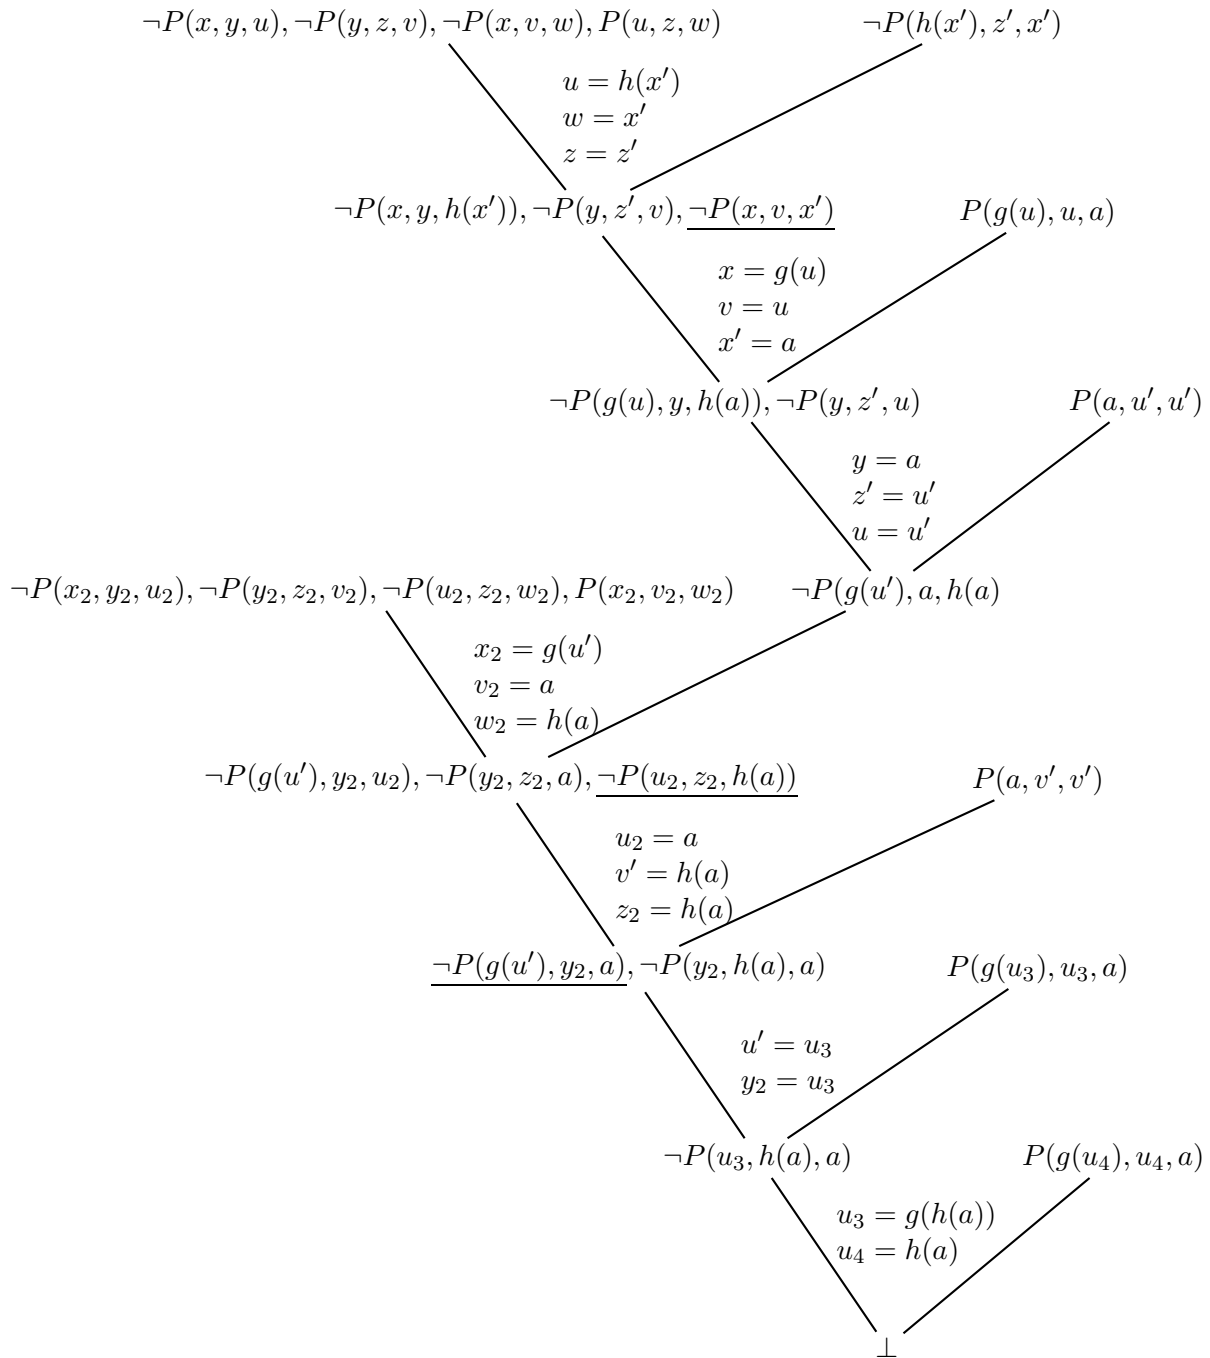 ¬P(x, y, u), ¬P(y, z, v), ¬P(x, v, w), P(u, z, w) ¬P(h(x′), z′, x′)
u = h(x′)
w = x′
z = z′
¬P(x, y, h(x′)), ¬P(y, z′, v), ¬P(x, v, x′) P(g(u), u, a)
x = g(u)
v = u
x′ = a
¬P(g(u), y, h(a)), ¬P(y, z′, u) P(a, u′, u′)
y = a
z′ = u′
u = u′
¬P(x₂, y₂, u₂), ¬P(y₂, z₂, v₂), ¬P(u₂, z₂, w₂), P(x₂, v₂, w₂) ¬P(g(u′), a, h(a)
x₂ = g(u′)
v₂ = a
w₂ = h(a)
¬P(g(u′), y₂, u₂), ¬P(y₂, z₂, a), ¬P(u₂, z₂, h(a)) P(a, v′, v′)
u₂ = a
v′ = h(a)
z₂ = h(a)
¬P(g(u′), y₂, a), ¬P(y₂, h(a), a) P(g(u₃), u₃, a)
u′ = u₃
y₂ = u₃
¬P(u₃, h(a), a) P(g(u₄), u₄, a)
u₃ = g(h(a))
u₄ = h(a)
⊥